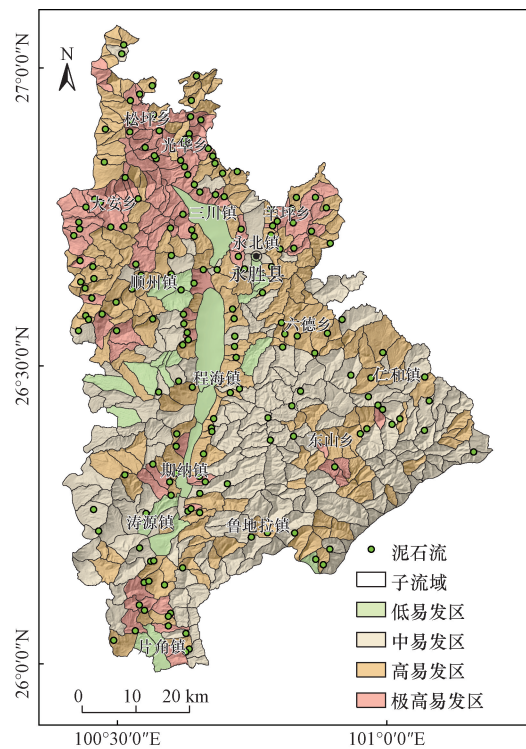 27°0′0″N
N
松坪乡
光华乡
大安乡
三川镇
羊坪乡
永北镇
永胜县
顺州镇
六德乡
26°30′0″N
程海镇
仁和镇
东山乡
期纳镇
涛源镇
鲁地拉镇
泥石流
子流域
低易发区
26°0′0″N
片角镇
中易发区
高易发区
0 10 20 km
极高易发区
100°30′0″E
101°0′0″E